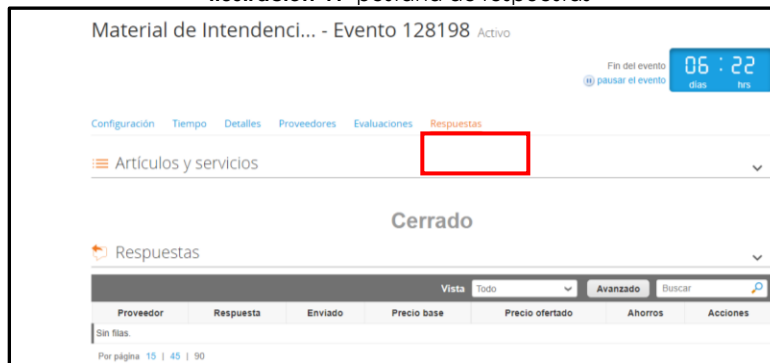 Material de Intendenci... - Evento 128198 Activo
Fin del evento
pausar el evento
06 : 22
días hrs
Configuración Tiempo Detalles Proveedores Evaluaciones Respuestas
Artículos y servicios
Cerrado
Respuestas
Vista Todo Avanzado Buscar
Proveedor Respuesta Enviado Precio base Precio ofertado Ahorros Acciones
Sin filas.
Por página 15 | 45 | 90